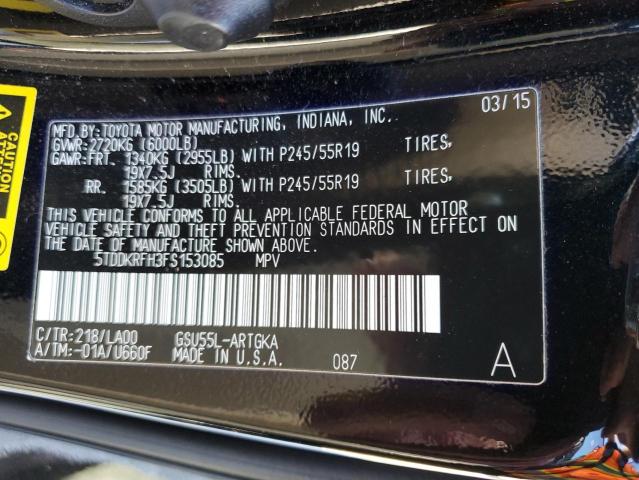 03/15
MFD.BY:TOYOTA MOTOR MANUFACTURING, INDIANA, INC.
GVWR:2720KG (6000LB)
GAWR:FRT. 1340KG (2955LB) WITH P245/55R19 TIRES,
19X7.5J RIMS.
RR. 1585KG (3505LB) WITH P245/55R19 TIRES,
19X7.5J RIMS.
THIS VEHICLE CONFORMS TO ALL APPLICABLE FEDERAL MOTOR
VEHICLE SAFETY AND THEFT PREVENTION STANDARDS IN EFFECT ON
THE DATE OF MANUFACTURE SHOWN ABOVE.
5TDDKRFH3FS153085 MPV
C/TR:218/LA00 GSU55L-ARTGKA
A/TM:-01A/U660F MADE IN U.S.A. 087 A
CAUTION